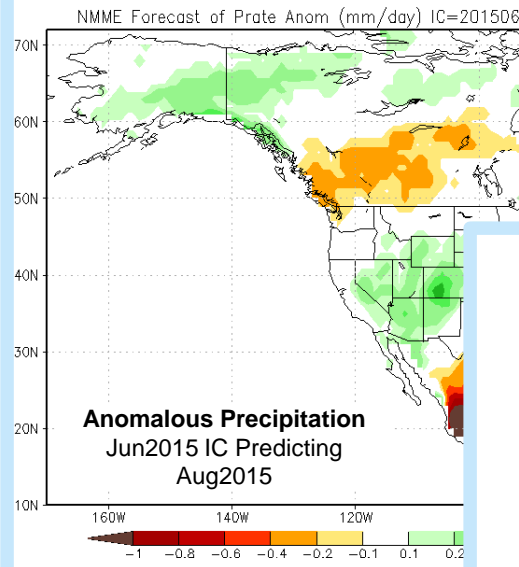 NMME Forecast of Prate Anom (mm/day) IC=201506
70N
60N
50N
40N
30N
20N
10N
Anomalous Precipitation
Jun2015 IC Predicting
Aug2015
160W 140W 120W
-1 -0.8 -0.6 -0.4 -0.2 -0.1 0.1 0.2